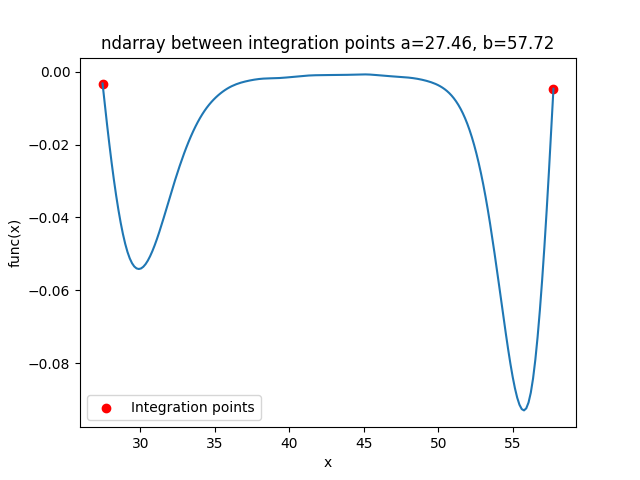 ndarray between integration points a=27.46, b=57.72
0.00
−0.02
−0.04
−0.06
−0.08
func(x)
Integration points
30 35 40 45 50 55
x